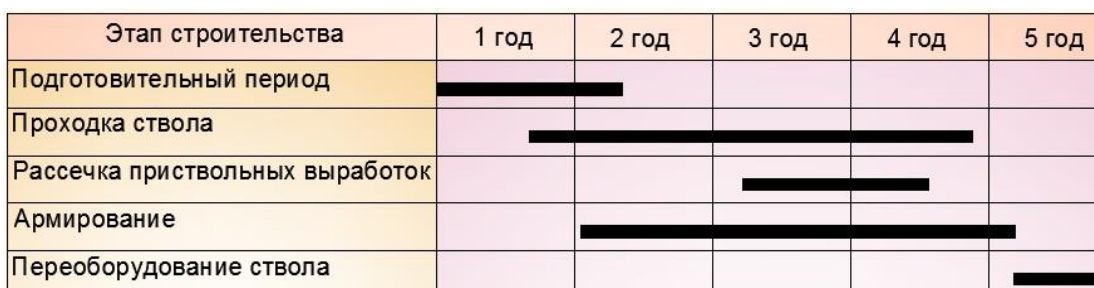 Этап строительства 1 год 2 год 3 год 4 год 5 год
Подготовительный период
Проходка ствола
Рассечка приствольных выработок
Армирование
Переоборудование ствола